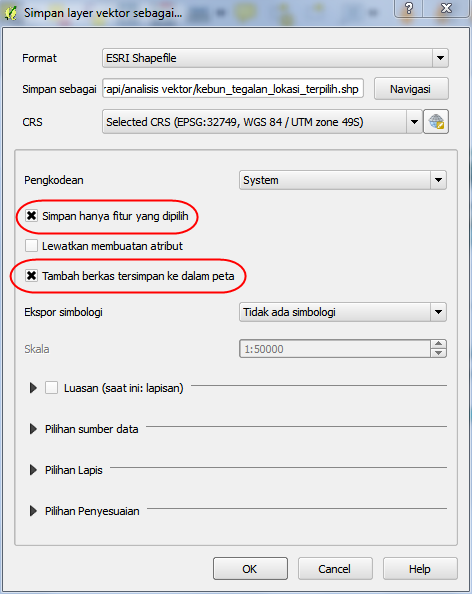 Simpan layer vektor sebagai...
Format ESRI Shapefile
Simpan sebagai rapi/analisis vektor/kebun_tegalan_lokasi_terpilih.shp Navigasi
CRS Selected CRS (EPSG:32749, WGS 84 / UTM zone 49S)
Pengkodean System
Simpan hanya fitur yang dipilih
Lewatkan membuatan atribut
Tambah berkas tersimpan ke dalam peta
Ekspor simbologi Tidak ada simbologi
Skala 1:50000
Luasan (saat ini: lapisan)
Pilihan sumber data
Pilihan Lapis
Pilihan Penyesuaian
OK Cancel Help